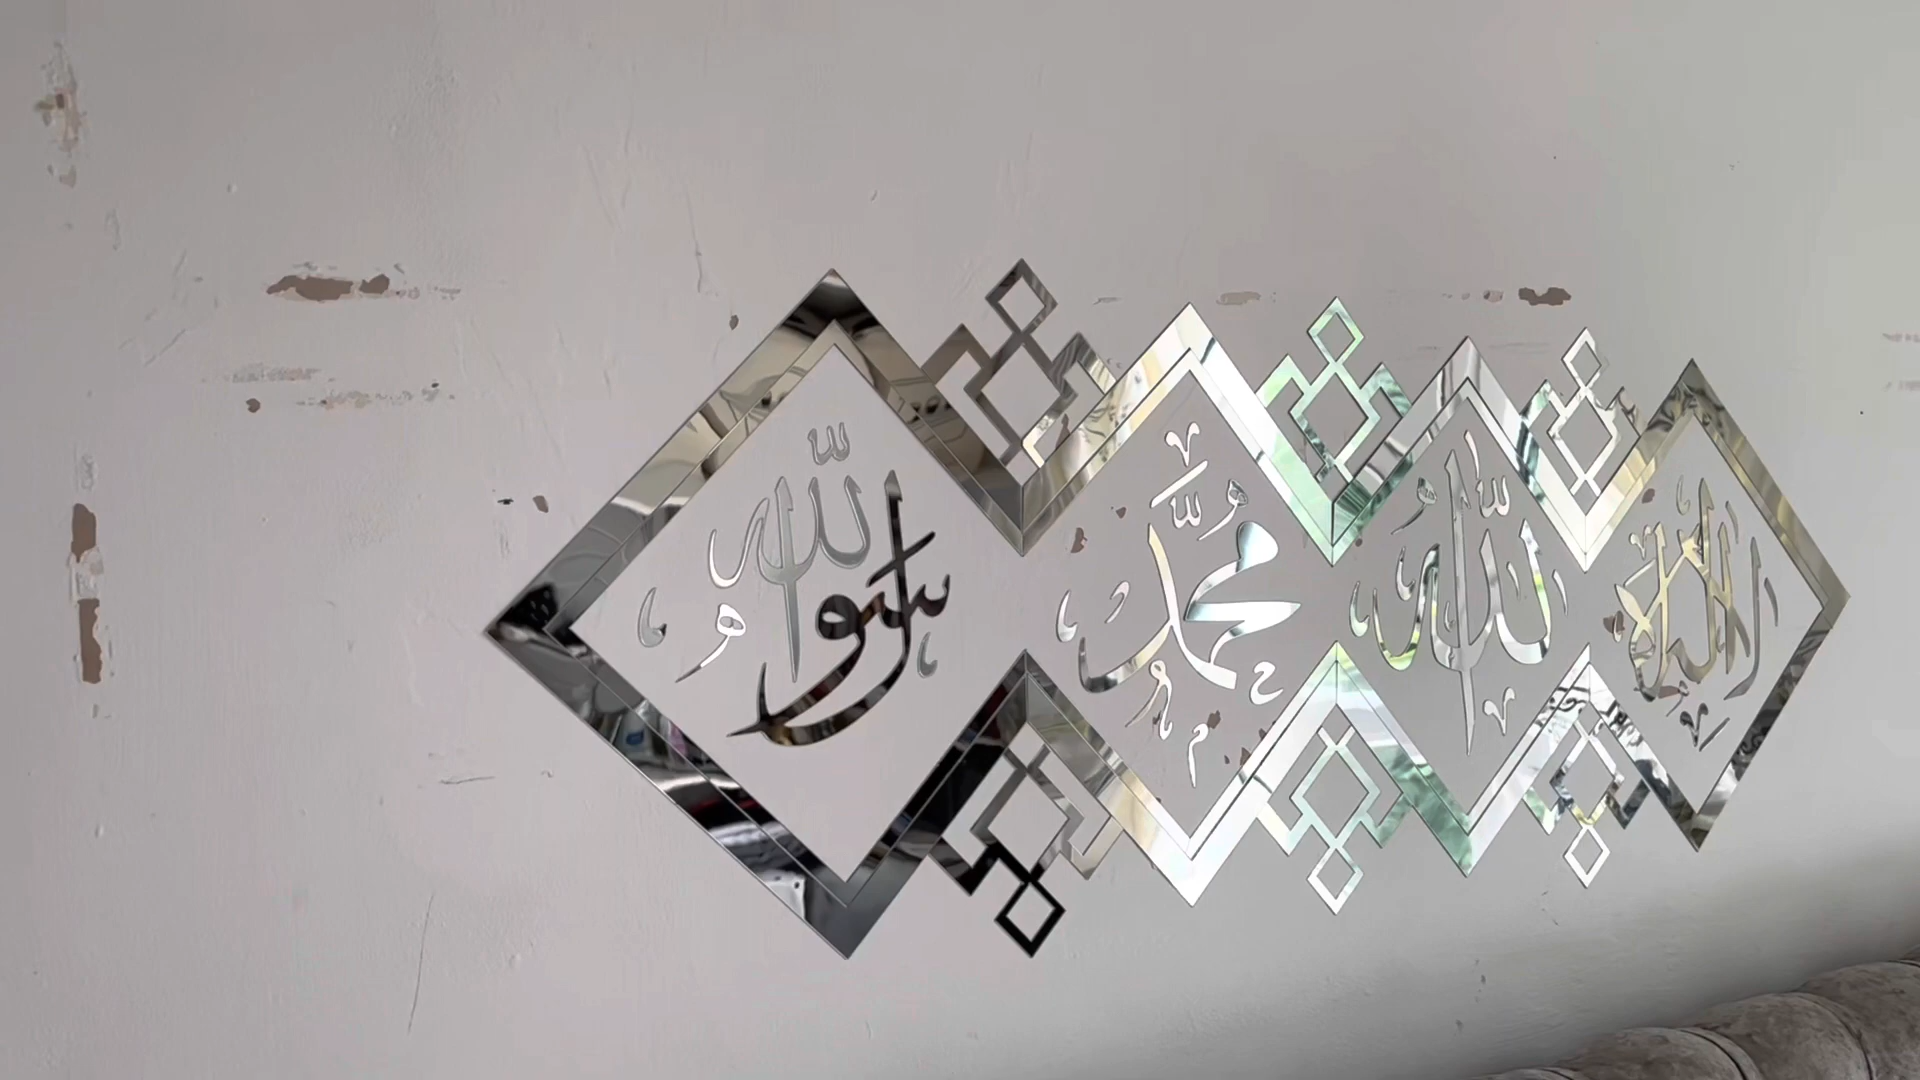 لا إله إلا
الله
محمد
رسول الله